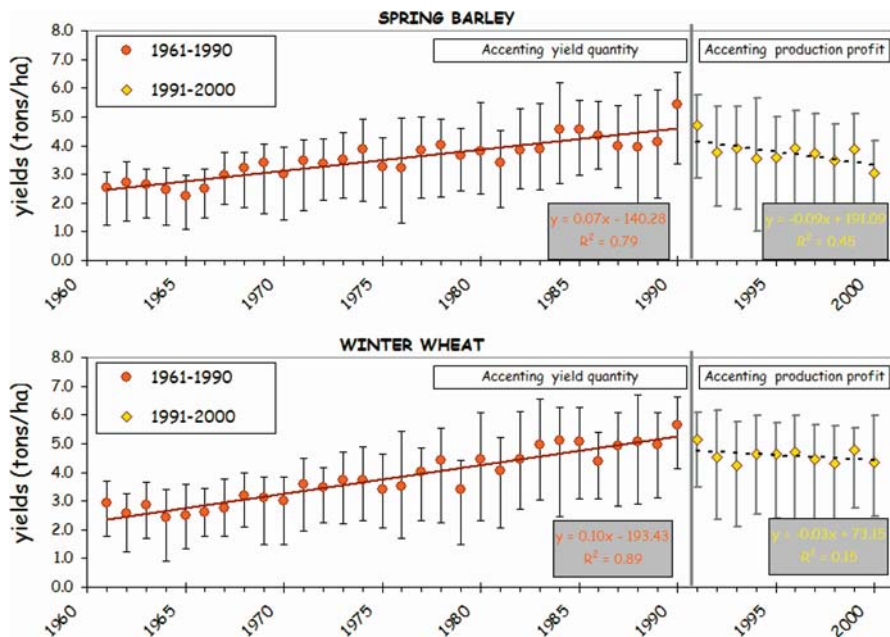 SPRING BARLEY
8.0
7.0
6.0
5.0
4.0
3.0
2.0
1.0
0.0
yields (tons/ha)
1961-1990
1991-2000
Accenting yield quantity
Accenting production profit
y = 0.07x - 140.28
R² = 0.79
y = -0.09x + 191.09
R² = 0.45
1960
1965
1970
1975
1980
1985
1990
1995
2000
WINTER WHEAT
8.0
7.0
6.0
5.0
4.0
3.0
2.0
1.0
0.0
yields (tons/ha)
1961-1990
1991-2000
Accenting yield quantity
Accenting production profit
y = 0.10x - 193.43
R² = 0.89
y = -0.03x + 73.15
R² = 0.15
1960
1965
1970
1975
1980
1985
1990
1995
2000